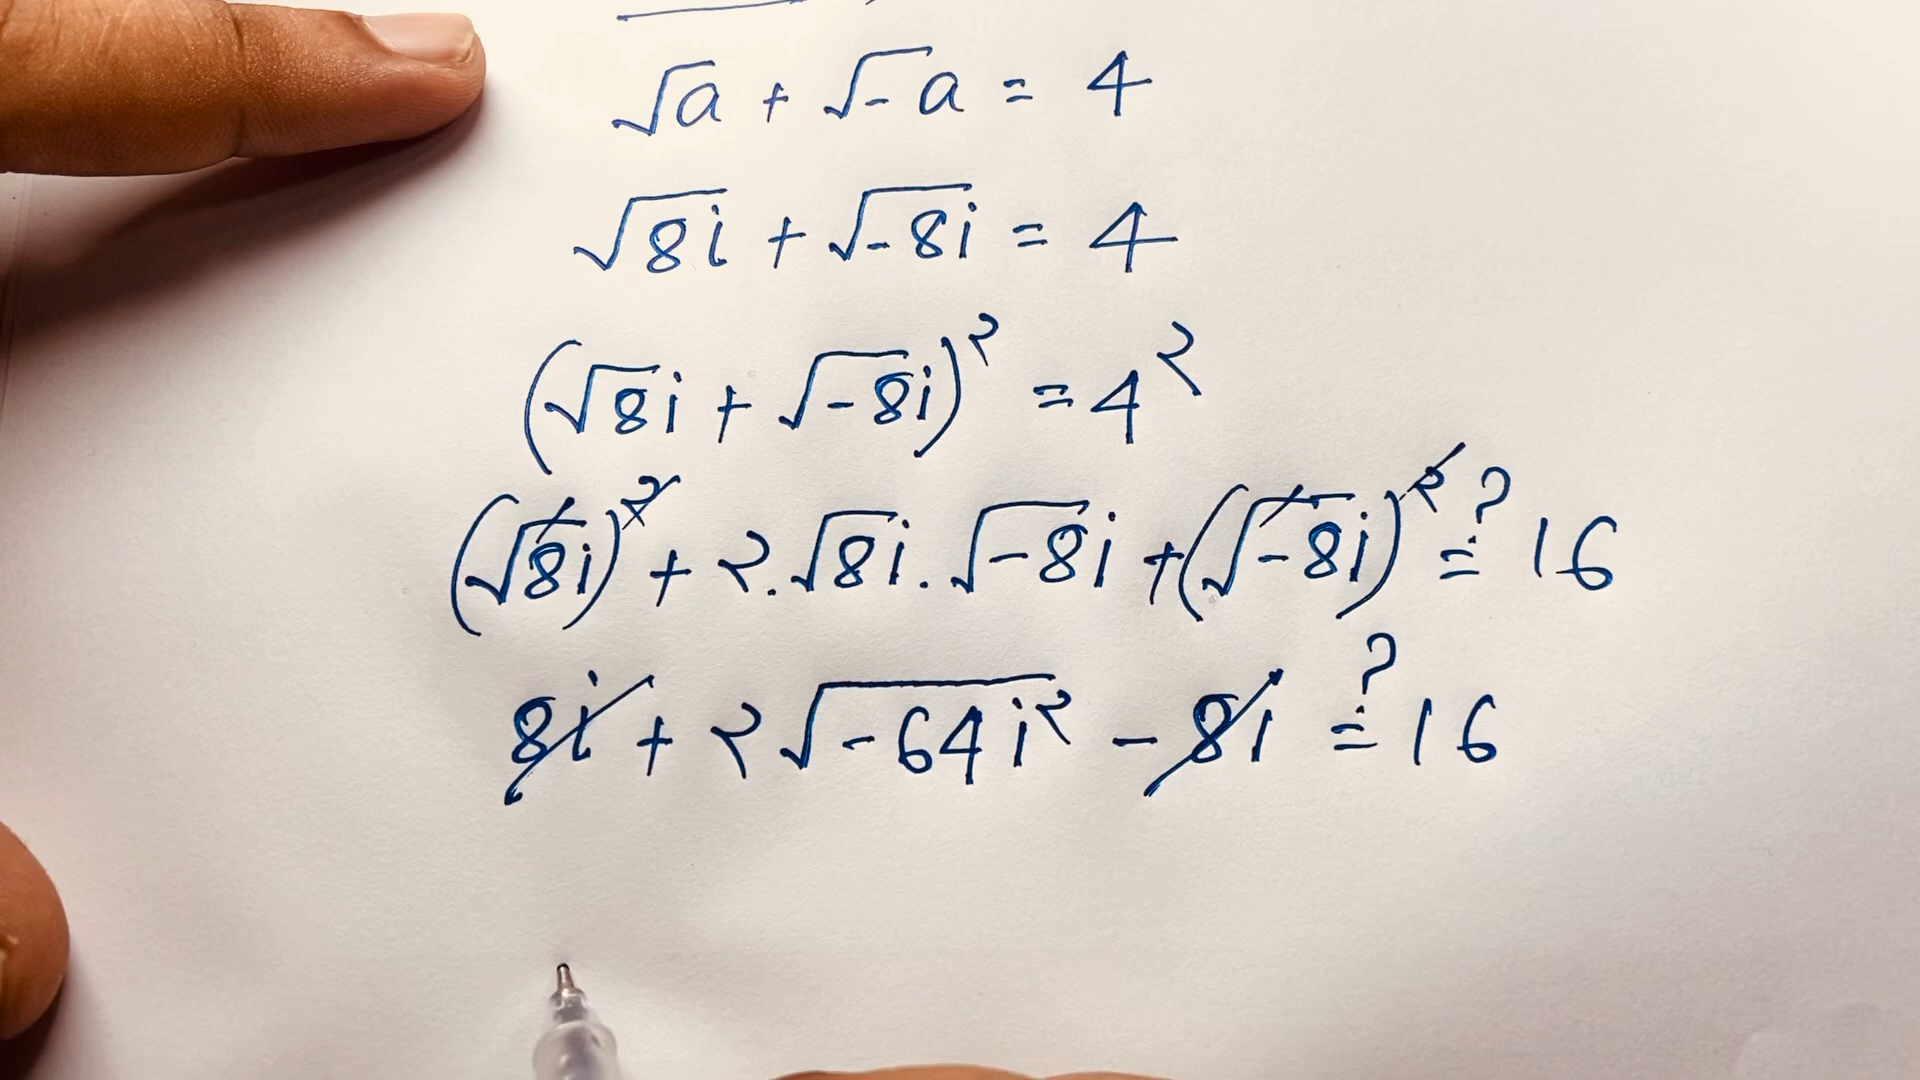 √a + √-a = 4
√8i + √-8i = 4
(√8i + √-8i)² = 4²
(√8i)² + 2.√8i.√-8i + (√-8i)² ?= 16
8i + 2√-64i² - 8i ?= 16